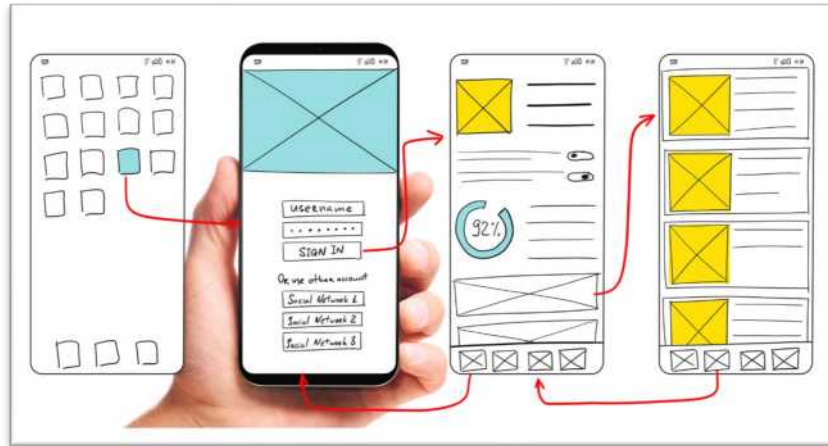 username
SIGN IN
Or use other account
Social Network 1
Social Network 2
Social Network 3
92%